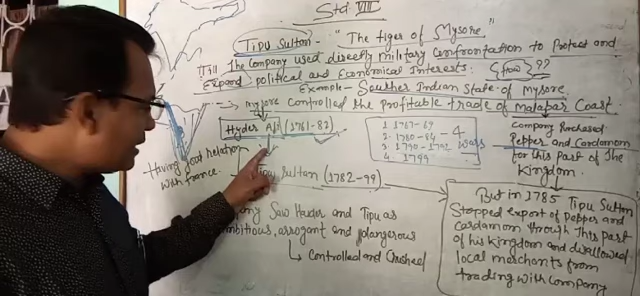 Std VIII
Tipu Sultan - "The tiger of Mysore"
The Company used directly military confrontation to Protect and
Expand political and Economical Interests. (How)??
Example - Southern Indian State of Mysore.
→ Mysore controlled the profitable trade of Malabar Coast.
Hyder Ali (1761-82)
Having good relation
with France.
Tipu Sultan (1782-99)
1. 1767-69
2. 1780-84
3. 1790-1792
4. 1799
- 4
wars
Company Purchased
Pepper and Cardamom
from this Part of The
Kingdom.
Saw Haider and Tipu as
ambitious, arrogant and dangerous
Controlled and Crushed
But in 1785 Tipu Sultan
Stopped export of Pepper and
Cardamom through This part
of his kingdom and disallowed
local merchants from
trading with company